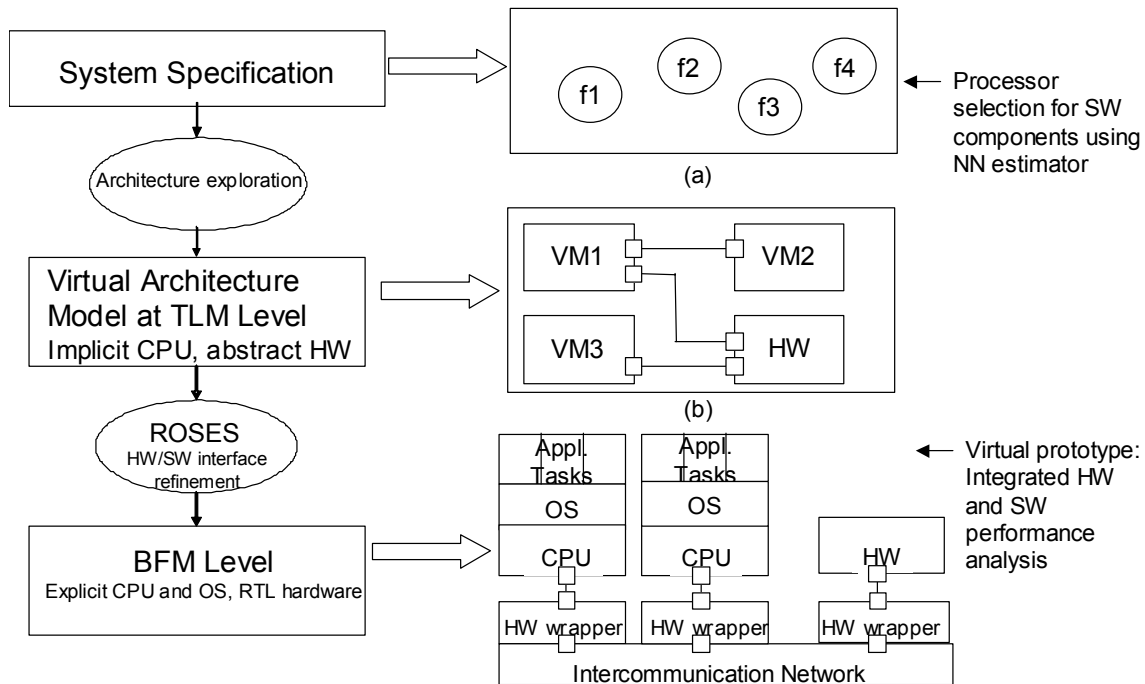 System Specification
f1
f2
f3
f4
Processor
selection for SW
components using
NN estimator
(a)
Architecture exploration
Virtual Architecture
Model at TLM Level
Implicit CPU, abstract HW
VM1
VM2
VM3
HW
(b)
ROSES
HW/SW interface
refinement
Appl.
Tasks
OS
CPU
Appl.
Tasks
OS
CPU
HW
Virtual prototype:
Integrated HW
and SW
performance
analysis
BFM Level
Explicit CPU and OS, RTL hardware
HW wrapper
HW wrapper
HW wrapper
Intercommunication Network